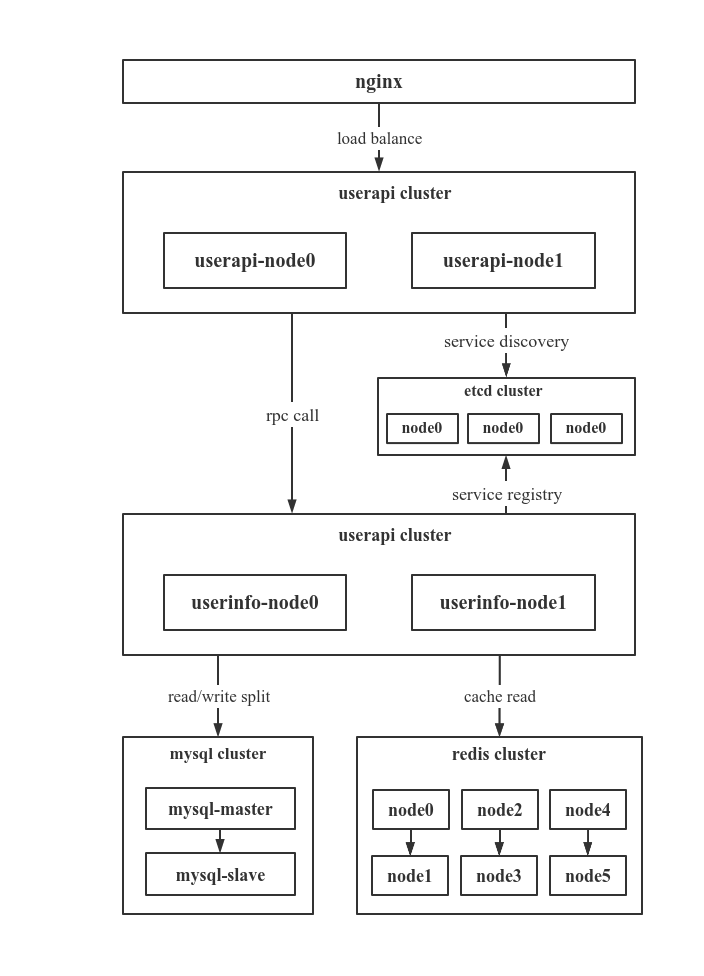 nginx
load balance
userapi cluster
userapi-node0
userapi-node1
service discovery
etcd cluster
node0
node0
node0
rpc call
service registry
userapi cluster
userinfo-node0
userinfo-node1
read/write split
cache read
mysql cluster
mysql-master
mysql-slave
redis cluster
node0
node2
node4
node1
node3
node5